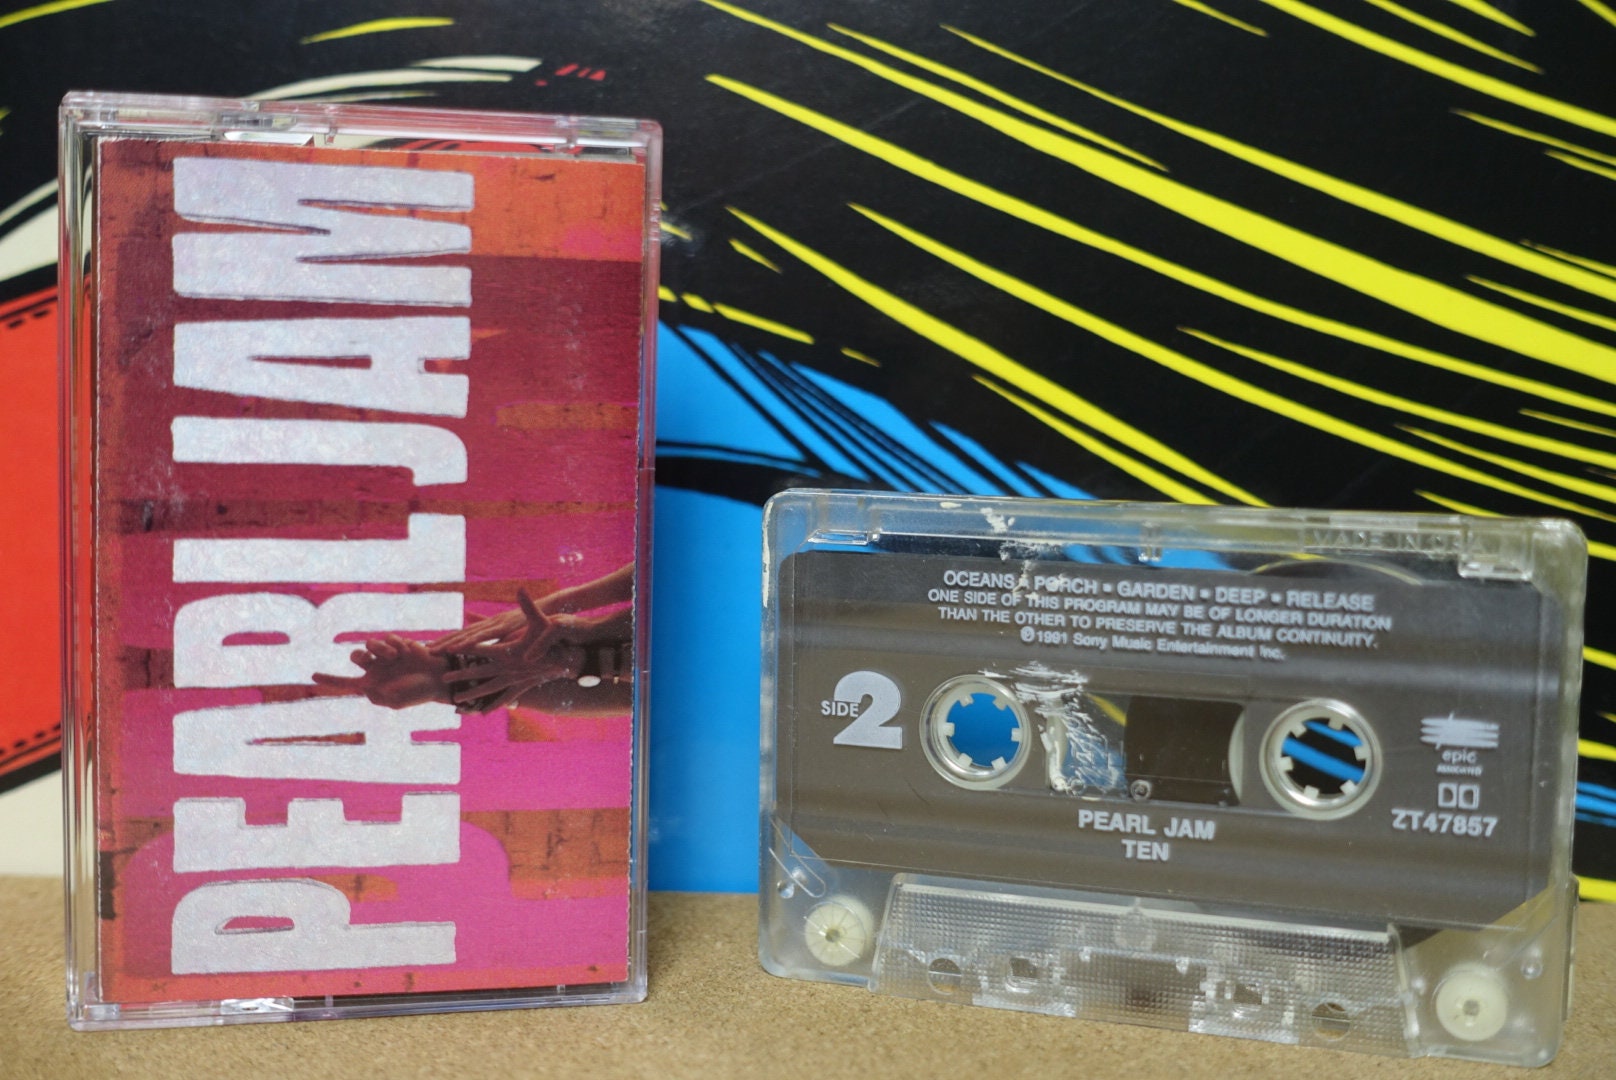 PEARL JAM
OCEANS ▪ PORCH ▪ GARDEN ▪ DEEP ▪ RELEASE
ONE SIDE OF THIS PROGRAM MAY BE OF LONGER DURATION
THAN THE OTHER TO PRESERVE THE ALBUM CONTINUITY.
℗1991 Sony Music Entertainment Inc.
SIDE 2
epic
ASSOCIATED
ZT47857
PEARL JAM
TEN